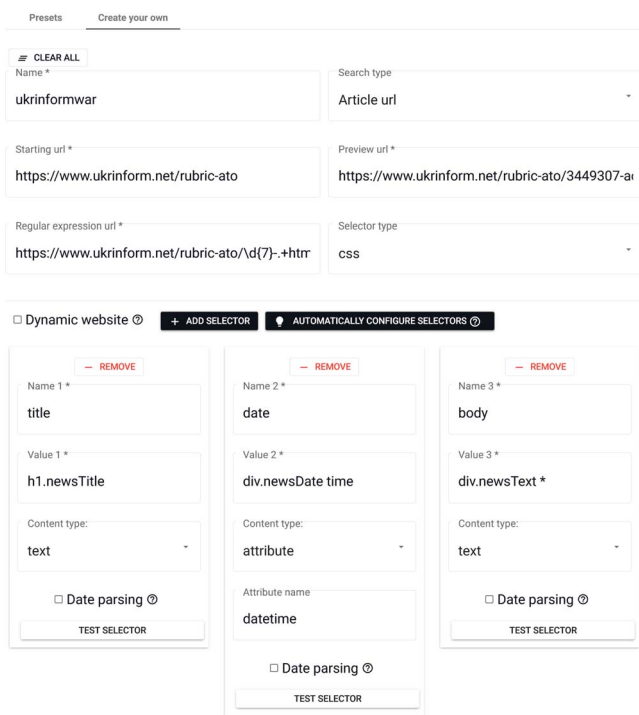 Presets Create your own
CLEAR ALL
Name * Search type
ukrinformwar Article url
Starting url * Preview url *
https://www.ukrinform.net/rubric-ato https://www.ukrinform.net/rubric-ato/3449307-a
Regular expression url * Selector type
https://www.ukrinform.net/rubric-ato/\d{7}-.+htm css
Dynamic website ? + ADD SELECTOR AUTOMATICALLY CONFIGURE SELECTORS ?
— REMOVE — REMOVE — REMOVE
Name 1 * Name 2 * Name 3 *
title date body
Value 1 * Value 2 * Value 3 *
h1.newsTitle div.newsDate time div.newsText *
Content type: Content type: Content type:
text attribute text
Date parsing ? Attribute name Date parsing ?
TEST SELECTOR datetime TEST SELECTOR
Date parsing ?
TEST SELECTOR